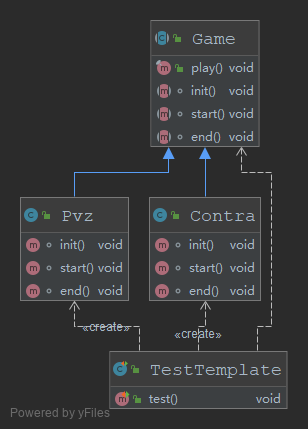 Game
play() void
init() void
start() void
end() void
Pvz
init() void
start() void
end() void
Contra
init() void
start() void
end() void
«create»
«create»
TestTemplate
test() void
Powered by yFiles